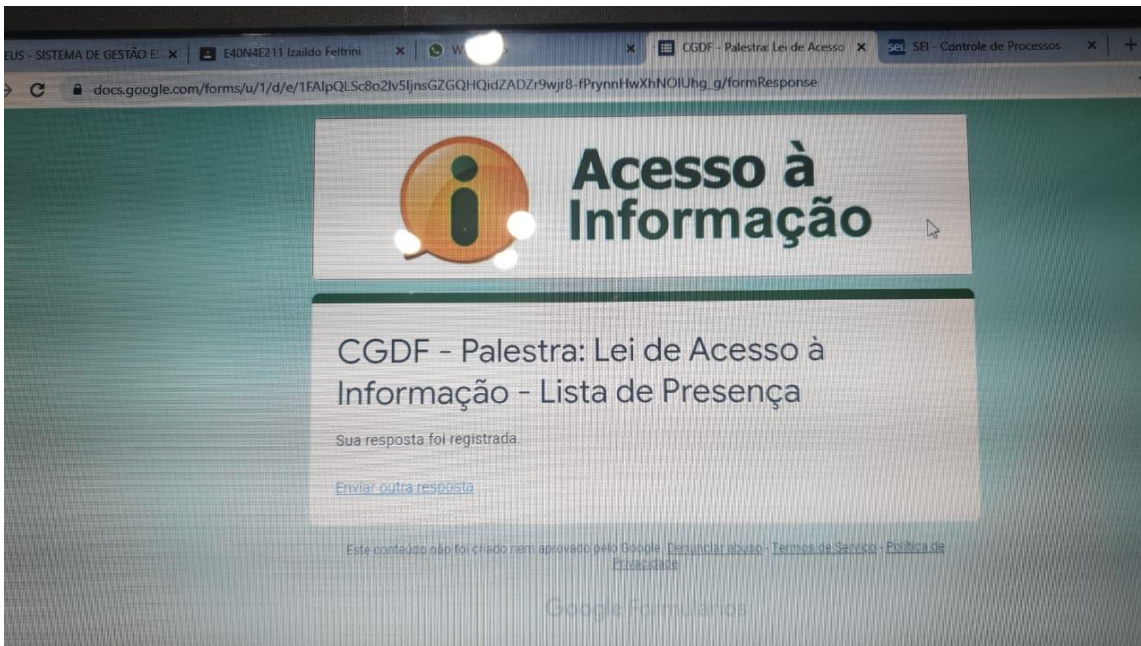 EUS - SISTEMA DE GESTÃO E
E40N4E211 Izaildo Feltrini
CGDF - Palestra: Lei de Acesso
sei. SEI - Controle de Processos
docs.google.com/forms/u/1/d/e/1FAIpQLSc8o2Iv5IjnsGZGQHQidZADZr9wjr8-fPrynnHwXhNOIUhg_g/formResponse
Acesso à
Informação
CGDF - Palestra: Lei de Acesso à
Informação - Lista de Presença
Sua resposta foi registrada.
Enviar outra resposta
Este conteúdo não foi criado nem aprovado pelo Google. Denunciar abuso - Termos de Serviço - Política de
Privacidade
Google Formulários